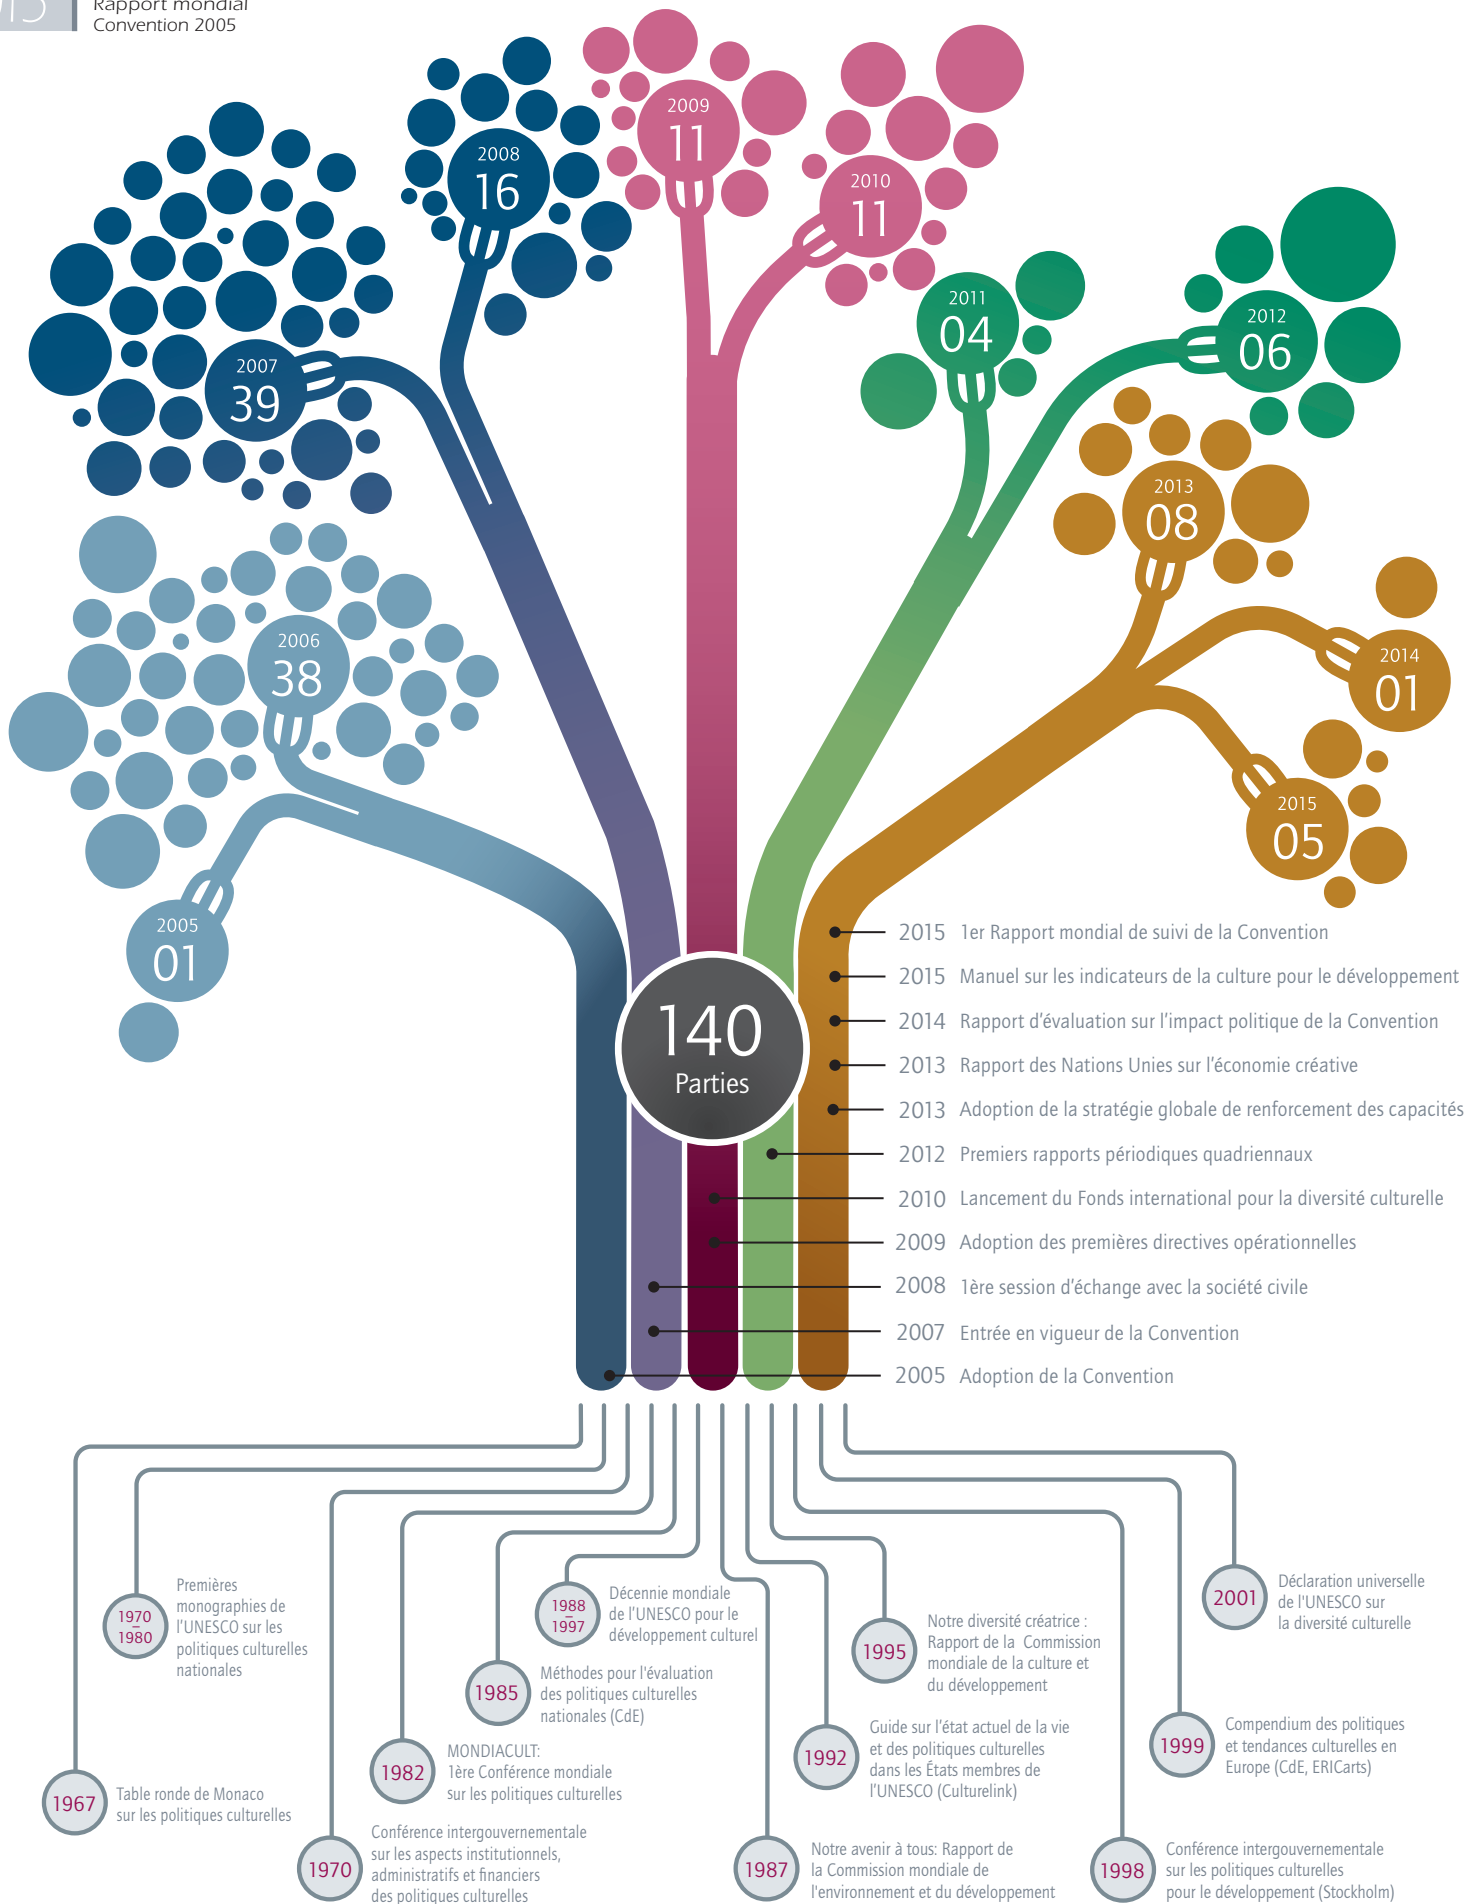 Rapport mondial
Convention 2005
2009
11
2008
16
2010
11
2011
04
2012
06
2007
39
2013
08
2006
38
2014
01
2015
05
2005
01
140
Parties
2015 1er Rapport mondial de suivi de la Convention
2015 Manuel sur les indicateurs de la culture pour le développement
2014 Rapport d’évaluation sur l’impact politique de la Convention
2013 Rapport des Nations Unies sur l’économie créative
2013 Adoption de la stratégie globale de renforcement des capacités
2012 Premiers rapports périodiques quadriennaux
2010 Lancement du Fonds international pour la diversité culturelle
2009 Adoption des premières directives opérationnelles
2008 1ère session d’échange avec la société civile
2007 Entrée en vigueur de la Convention
2005 Adoption de la Convention
1967
Table ronde de Monaco
sur les politiques culturelles
1970
–
1980
Premières
monographies de
l’UNESCO sur les
politiques culturelles
nationales
1970
Conférence intergouvernementale
sur les aspects institutionnels,
administratifs et financiers
des politiques culturelles
1982
MONDIACULT:
1ère Conférence mondiale
sur les politiques culturelles
1985
Méthodes pour l'évaluation
des politiques culturelles
nationales (CdE)
1988
–
1997
Décennie mondiale
de l’UNESCO pour le
développement culturel
1987
Notre avenir à tous: Rapport de
la Commission mondiale de
l'environnement et du développement
1992
Guide sur l’état actuel de la vie
et des politiques culturelles
dans les États membres de
l’UNESCO (Culturelink)
1995
Notre diversité créatrice :
Rapport de la Commission
mondiale de la culture et
du développement
1998
Conférence intergouvernementale
sur les politiques culturelles
pour le développement (Stockholm)
1999
Compendium des politiques
et tendances culturelles en
Europe (CdE, ERICarts)
2001
Déclaration universelle
de l'UNESCO sur
la diversité culturelle